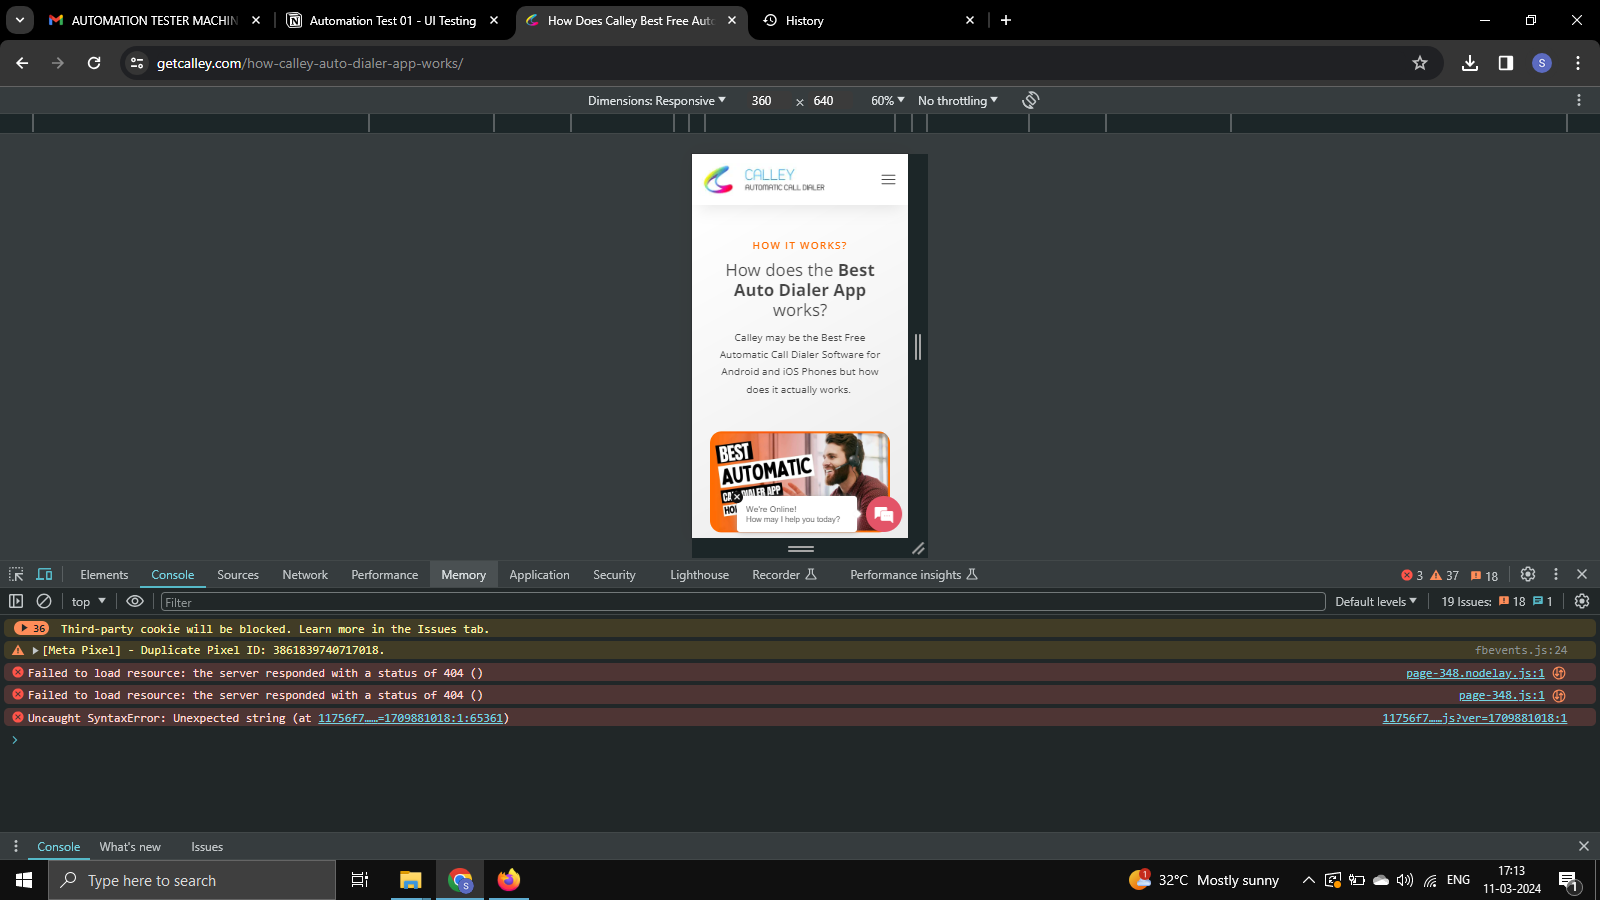 AUTOMATION TESTER MACHIN
Automation Test 01 - UI Testing
How Does Calley Best Free Auto
History
getcalley.com/how-calley-auto-dialer-app-works/
S
Dimensions: Responsive
360 × 640
60%
No throttling
CALLEY
AUTOMATIC CALL DIALER
HOW IT WORKS?
How does the Best
Auto Dialer App
works?
Calley may be the Best Free
Automatic Call Dialer Software for
Android and iOS Phones but how
does it actually works.
BEST
AUTOMATIC
DIALER APP
We're Online!
How may I help you today?
Elements
Console
Sources
Network
Performance
Memory
Application
Security
Lighthouse
Recorder
Performance insights
3
37
18
top
Filter
Default levels
19 Issues:
18
1
36 Third-party cookie will be blocked. Learn more in the Issues tab.
[Meta Pixel] - Duplicate Pixel ID: 3861839740717018.
fbevents.js:24
Failed to load resource: the server responded with a status of 404 ()
page-348.nodelay.js:1
Failed to load resource: the server responded with a status of 404 ()
page-348.js:1
Uncaught SyntaxError: Unexpected string (at 11756f7……=1709881018:1:65361)
11756f7……js?ver=1709881018:1
Console
What's new
Issues
Type here to search
S
1
32°C Mostly sunny
ENG
17:13
11-03-2024
1